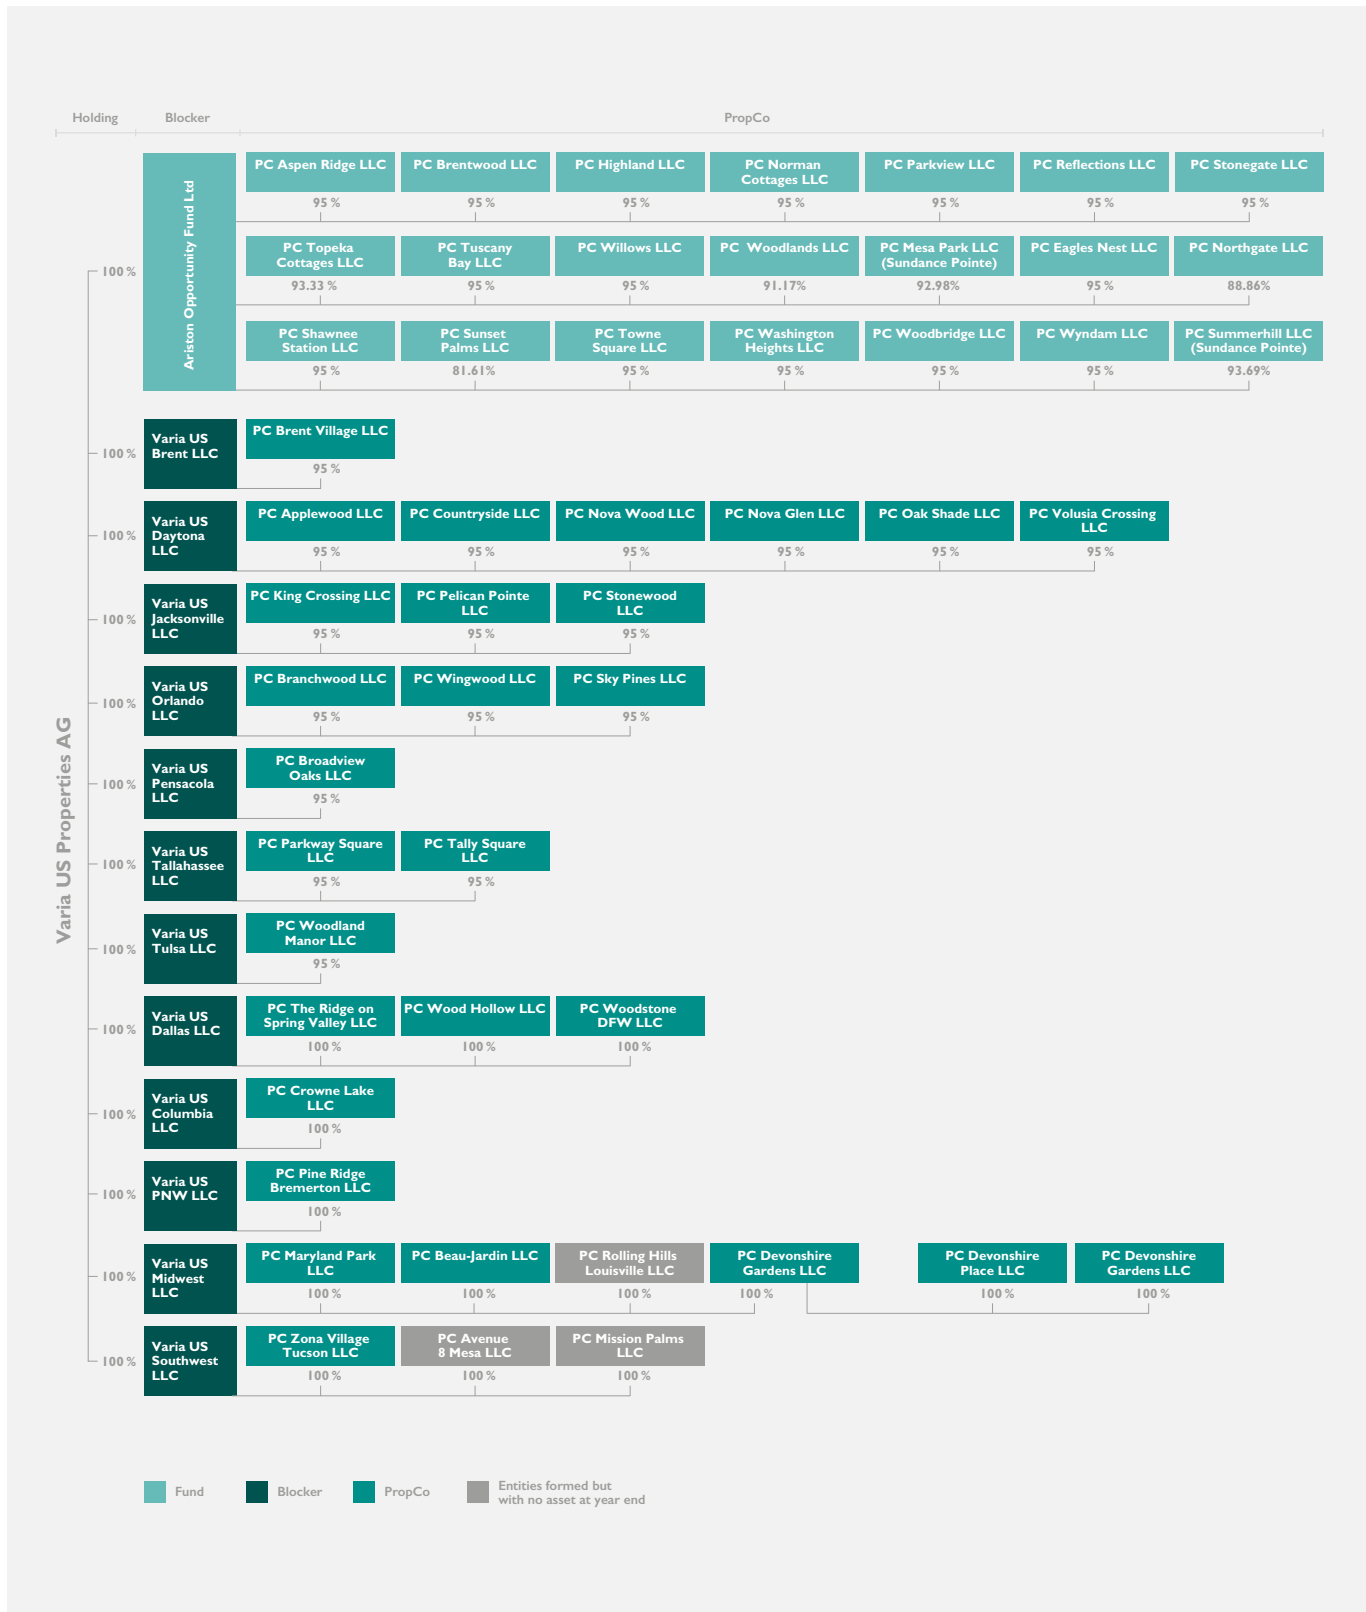 Holding
Blocker
PropCo
Varia US Properties AG
100 %
Ariston Opportunity Fund Ltd
PC Aspen Ridge LLC
PC Brentwood LLC
PC Highland LLC
PC Norman
Cottages LLC
PC Parkview LLC
PC Reflections LLC
PC Stonegate LLC
95 %
95 %
95 %
95 %
95 %
95 %
95 %
PC Topeka
Cottages LLC
PC Tuscany
Bay LLC
PC Willows LLC
PC Woodlands LLC
PC Mesa Park LLC
(Sundance Pointe)
PC Eagles Nest LLC
PC Northgate LLC
93.33 %
95 %
95 %
91.17%
92.98%
95 %
88.86%
PC Shawnee
Station LLC
PC Sunset
Palms LLC
PC Towne
Square LLC
PC Washington
Heights LLC
PC Woodbridge LLC
PC Wyndam LLC
PC Summerhill LLC
(Sundance Pointe)
95 %
81.61%
95 %
95 %
95 %
95 %
93.69%
100 %
Varia US
Brent LLC
PC Brent Village LLC
95 %
100 %
Varia US
Daytona
LLC
PC Applewood LLC
PC Countryside LLC
PC Nova Wood LLC
PC Nova Glen LLC
PC Oak Shade LLC
PC Volusia Crossing
LLC
95 %
95 %
95 %
95 %
95 %
95 %
100 %
Varia US
Jacksonville
LLC
PC King Crossing LLC
PC Pelican Pointe
LLC
PC Stonewood
LLC
95 %
95 %
95 %
100 %
Varia US
Orlando
LLC
PC Branchwood LLC
PC Wingwood LLC
PC Sky Pines LLC
95 %
95 %
95 %
100 %
Varia US
Pensacola
LLC
PC Broadview
Oaks LLC
95 %
100 %
Varia US
Tallahassee
LLC
PC Parkway Square
LLC
PC Tally Square
LLC
95 %
95 %
100 %
Varia US
Tulsa LLC
PC Woodland
Manor LLC
95 %
100 %
Varia US
Dallas LLC
PC The Ridge on
Spring Valley LLC
PC Wood Hollow LLC
PC Woodstone
DFW LLC
100 %
100 %
100 %
100 %
Varia US
Columbia
LLC
PC Crowne Lake
LLC
100 %
100 %
Varia US
PNW LLC
PC Pine Ridge
Bremerton LLC
100 %
100 %
Varia US
Midwest
LLC
PC Maryland Park
LLC
PC Beau-Jardin LLC
PC Rolling Hills
Louisville LLC
PC Devonshire
Gardens LLC
PC Devonshire
Place LLC
PC Devonshire
Gardens LLC
100 %
100 %
100 %
100 %
100 %
100 %
100 %
Varia US
Southwest
LLC
PC Zona Village
Tucson LLC
PC Avenue
8 Mesa LLC
PC Mission Palms
LLC
100 %
100 %
100 %
Fund
Blocker
PropCo
Entities formed but
with no asset at year end